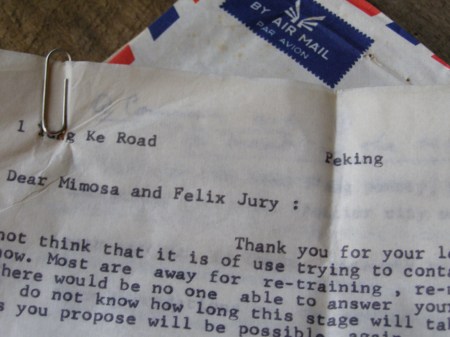 BY AIR MAIL
PAR AVION
1 Ke Road
Peking
Dear Mimosa and Felix Jury :
Thank you for your
not think that it is of use trying to
now. Most are away for re-training ,
there would be no one able to answer
do not know how long this stage will
you propose will be possible